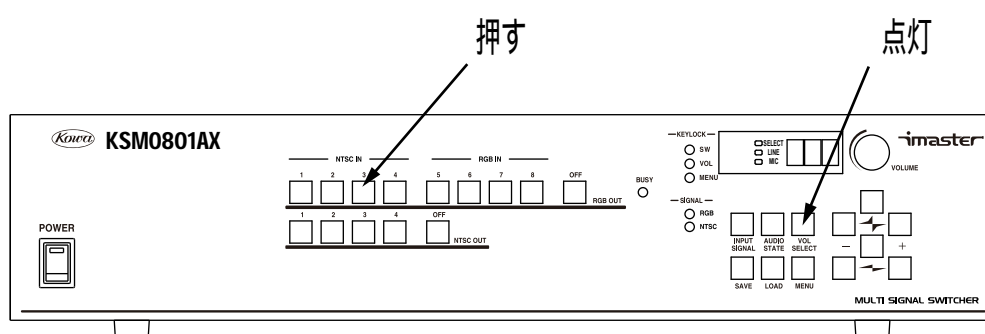 押す
点灯
Kowa KSM0801AX
NTSC IN
RGB IN
1 2 3 4 5 6 7 8 OFF
RGB OUT
1 2 3 4 OFF
NTSC OUT
BUSY
POWER
KEYLOCK
SW
VOL
MENU
SIGNAL
RGB
NTSC
SELECT
LINE
MIC
VOLUME
imaster
INPUT SIGNAL
AUDIO STATE
VOL SELECT
SAVE
LOAD
MENU
− +
MULTI SIGNAL SWITCHER